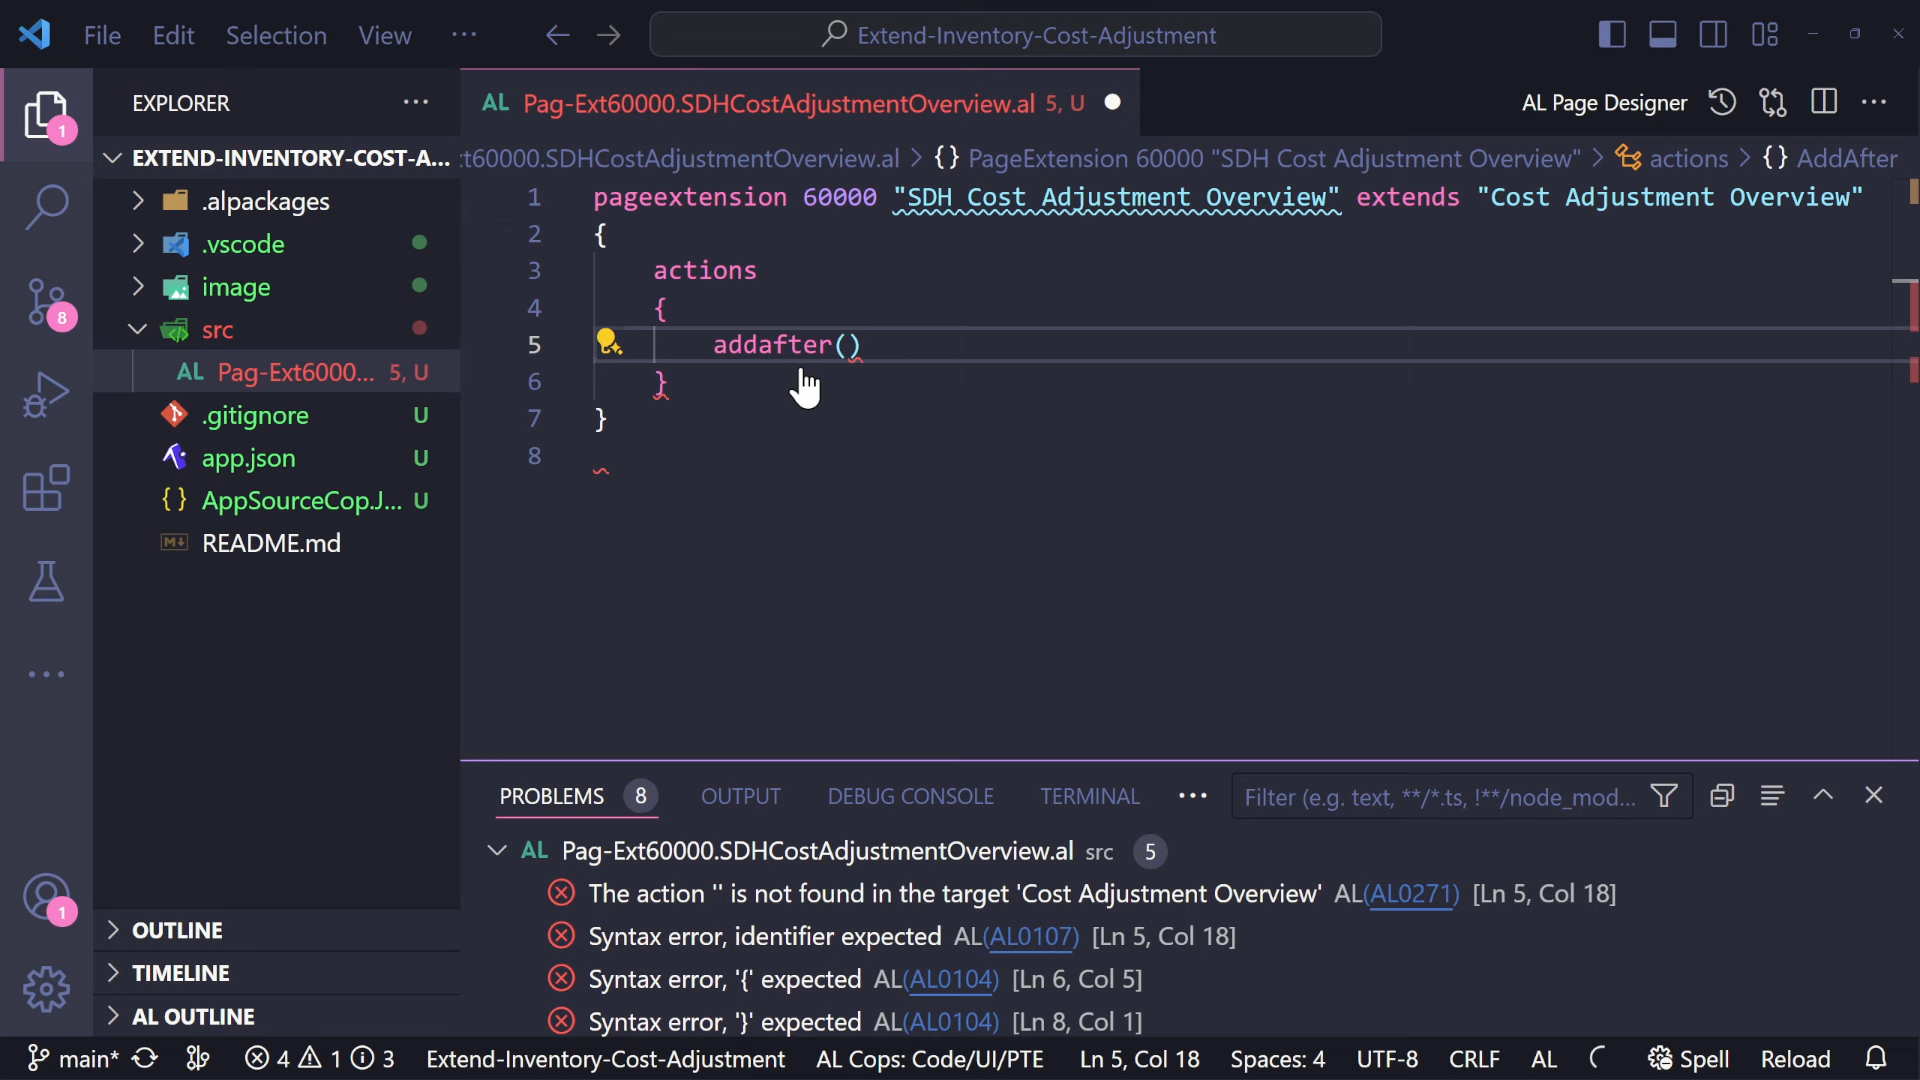 File Edit Selection View ··· Extend-Inventory-Cost-Adjustment
EXPLORER ···
AL Pag-Ext60000.SDHCostAdjustmentOverview.al 5, U
AL Page Designer
1
EXTEND-INVENTORY-COST-A...
.alpackages
.vscode
image
src
AL Pag-Ext6000... 5, U
.gitignore U
app.json U
{} AppSourceCop.J... U
README.md
8
1
OUTLINE
TIMELINE
AL OUTLINE
:t60000.SDHCostAdjustmentOverview.al > {} PageExtension 60000 "SDH Cost Adjustment Overview" > actions > {} AddAfter
1 pageextension 60000 "SDH Cost Adjustment Overview" extends "Cost Adjustment Overview"
2 {
3 actions
4 {
5 addafter()
6 }
7 }
8
PROBLEMS 8 OUTPUT DEBUG CONSOLE TERMINAL ··· Filter (e.g. text, **/*.ts, !**/node_mod...
AL Pag-Ext60000.SDHCostAdjustmentOverview.al src 5
The action '' is not found in the target 'Cost Adjustment Overview' AL(AL0271) [Ln 5, Col 18]
Syntax error, identifier expected AL(AL0107) [Ln 5, Col 18]
Syntax error, '{' expected AL(AL0104) [Ln 6, Col 5]
Syntax error, '}' expected AL(AL0104) [Ln 8, Col 1]
main* 4 1 3 Extend-Inventory-Cost-Adjustment AL Cops: Code/UI/PTE Ln 5, Col 18 Spaces: 4 UTF-8 CRLF AL Spell Reload